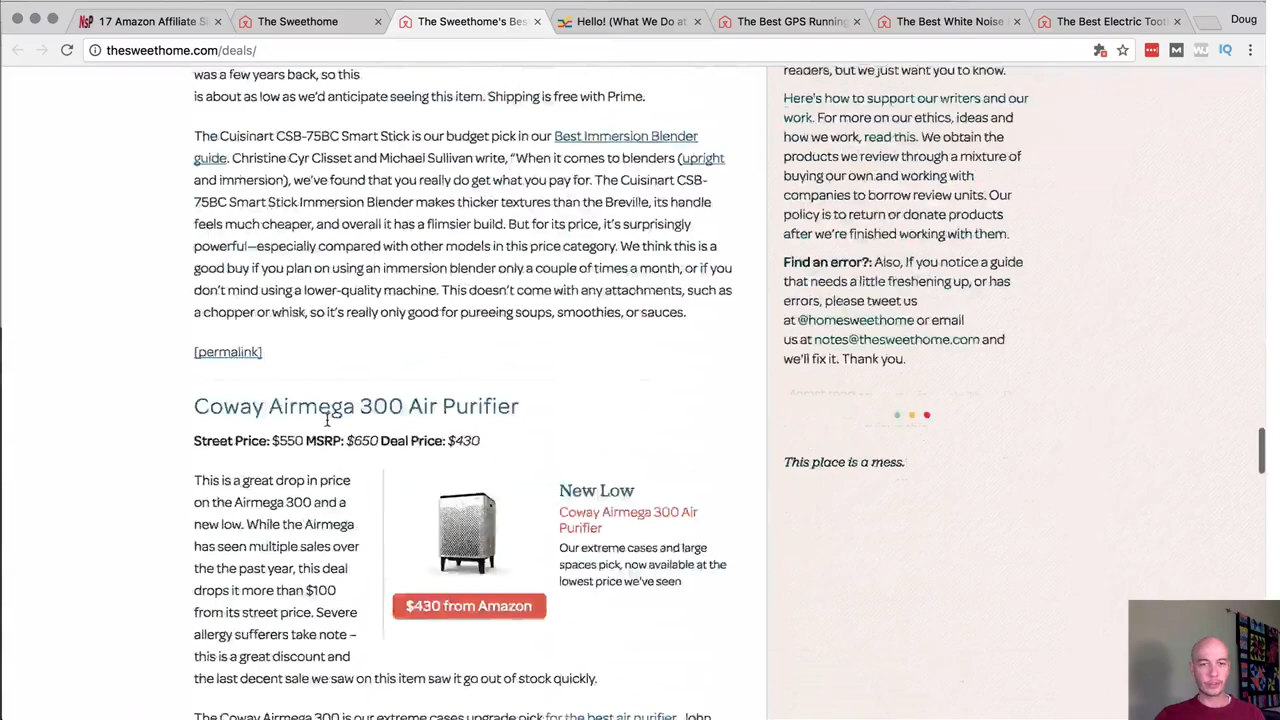 17 Amazon Affiliate Si
The Sweethome
The Sweethome's Bes
Hello! (What We Do at
The Best GPS Running
The Best White Noise
The Best Electric Toot
Doug
thesweethome.com/deals/
was a few years back, so this
is about as low as we'd anticipate seeing this item. Shipping is free with Prime.
The Cuisinart CSB-75BC Smart Stick is our budget pick in our Best Immersion Blender
guide. Christine Cyr Clisset and Michael Sullivan write, "When it comes to blenders (upright
and immersion), we've found that you really do get what you pay for. The Cuisinart CSB-
75BC Smart Stick Immersion Blender makes thicker textures than the Breville, its handle
feels much cheaper, and overall it has a flimsier build. But for its price, it's surprisingly
powerful—especially compared with other models in this price category. We think this is a
good buy if you plan on using an immersion blender only a couple of times a month, or if you
don't mind using a lower-quality machine. This doesn't come with any attachments, such as
a chopper or whisk, so it's really only good for pureeing soups, smoothies, or sauces.
[permalink]
Coway Airmega 300 Air Purifier
Street Price: $550 MSRP: $650 Deal Price: $430
This is a great drop in price
on the Airmega 300 and a
new low. While the Airmega
has seen multiple sales over
the the past year, this deal
drops it more than $100
from its street price. Severe
allergy sufferers take note –
this is a great discount and
the last decent sale we saw on this item saw it go out of stock quickly.
The Coway Airmega 300 is our extreme cases upgrade pick for the best air purifier. John
New Low
Coway Airmega 300 Air
Purifier
Our extreme cases and large
spaces pick, now available at the
lowest price we've seen
$430 from Amazon
readers, but we just want you to know.
Here's how to support our writers and our
work. For more on our ethics, ideas and
how we work, read this. We obtain the
products we review through a mixture of
buying our own and working with
companies to borrow review units. Our
policy is to return or donate products
after we're finished working with them.
Find an error?: Also, If you notice a guide
that needs a little freshening up, or has
errors, please tweet us
at @homesweethome or email
us at notes@thesweethome.com and
we'll fix it. Thank you.
This place is a mess.